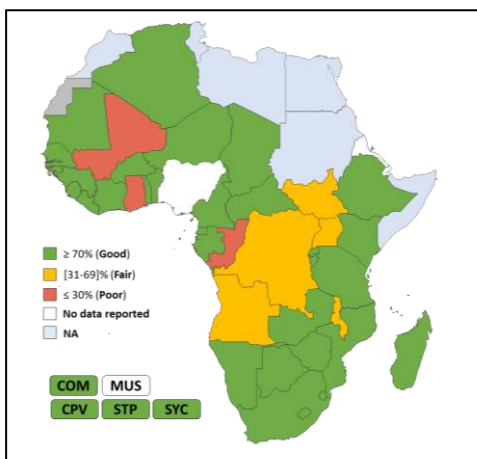 ≥ 70% (Good)
[31-69]% (Fair)
≤ 30% (Poor)
No data reported
NA
COM MUS
CPV STP SYC